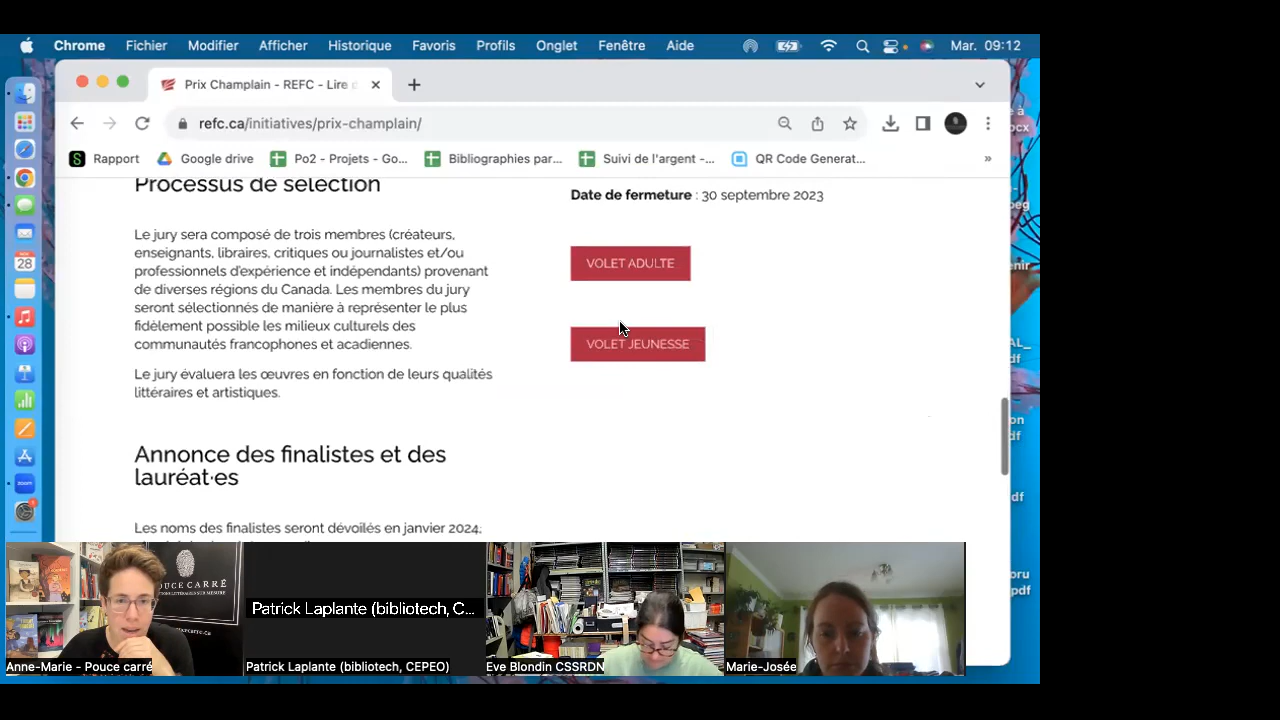 Chrome Fichier Modifier Afficher Historique Favoris Profils Onglet Fenêtre Aide Mar. 09:12
Prix Champlain - REFC - Lire d
refc.ca/initiatives/prix-champlain/
Rapport Google drive Po2 - Projets - Go... Bibliographies par... Suivi de l'argent -... QR Code Generat... »
Processus de sélection
Date de fermeture : 30 septembre 2023
Le jury sera composé de trois membres (créateurs,
enseignants, libraires, critiques ou journalistes et/ou
professionnels d'expérience et indépendants) provenant
de diverses régions du Canada. Les membres du jury
seront sélectionnés de manière à représenter le plus
fidèlement possible les milieux culturels des
communautés francophones et acadiennes.
VOLET ADULTE
VOLET JEUNESSE
Le jury évaluera les œuvres en fonction de leurs qualités
littéraires et artistiques.
Annonce des finalistes et des
lauréat·es
Les noms des finalistes seront dévoilés en janvier 2024;
NOV
28
OUCE CARRÉ
Patrick Laplante (bibliotech, C...
Anne-Marie - Pouce carré
Patrick Laplante (bibliotech, CEPEO)
Eve Blondin CSSRDN
Marie-Josée